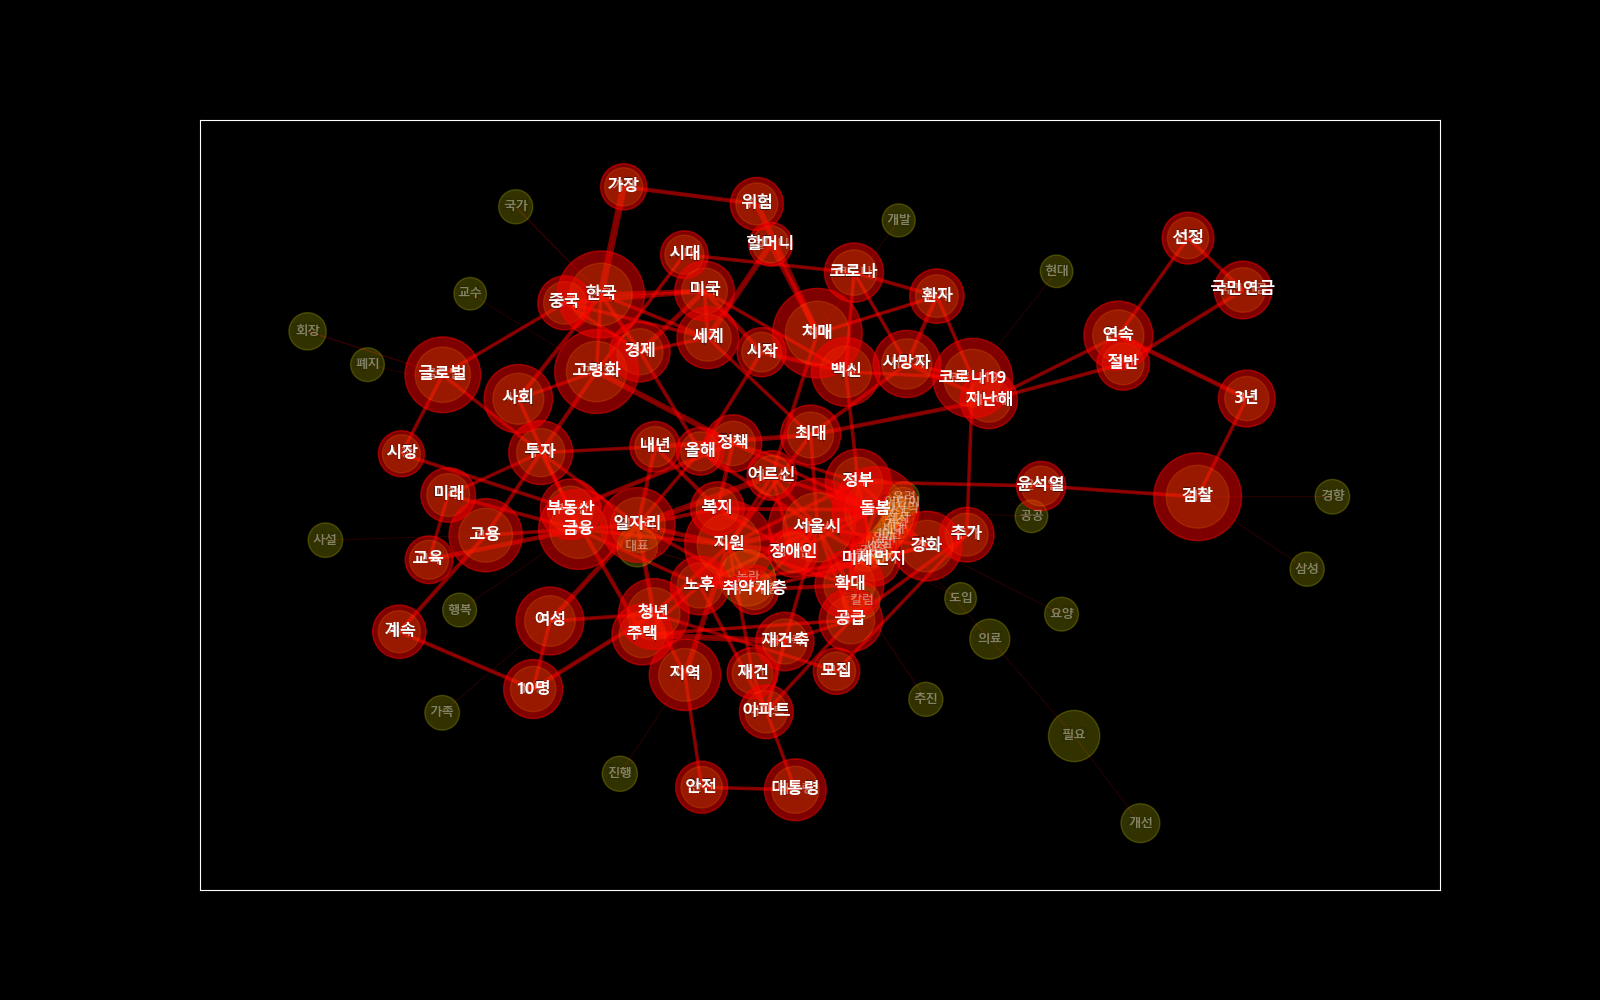 가장
위험
국가
개발
선정
할머니
시대
코로나
현대
국민연금
교수
중국
한국
미국
환자
회장
치매
세계
연속
시작
경제
폐지
글로벌
고령화
백신
사망자
절반
코로나19
사회
지난해
3년
최대
정책
내년
올해
투자
시장
어르신
정부
윤석열
미래
검찰
경향
부동산
복지
돌봄
공공
일자리
서울시
금융
추가
사설
고용
지원
강화
대표
장애인
미세먼지
교육
삼성
노후
취약계층
확대
도입
칼럼
행복
청년
공급
요양
여성
계속
주택
재건축
의료
지역
재건
모집
10명
추진
가족
아파트
필요
진행
안전
대통령
개선